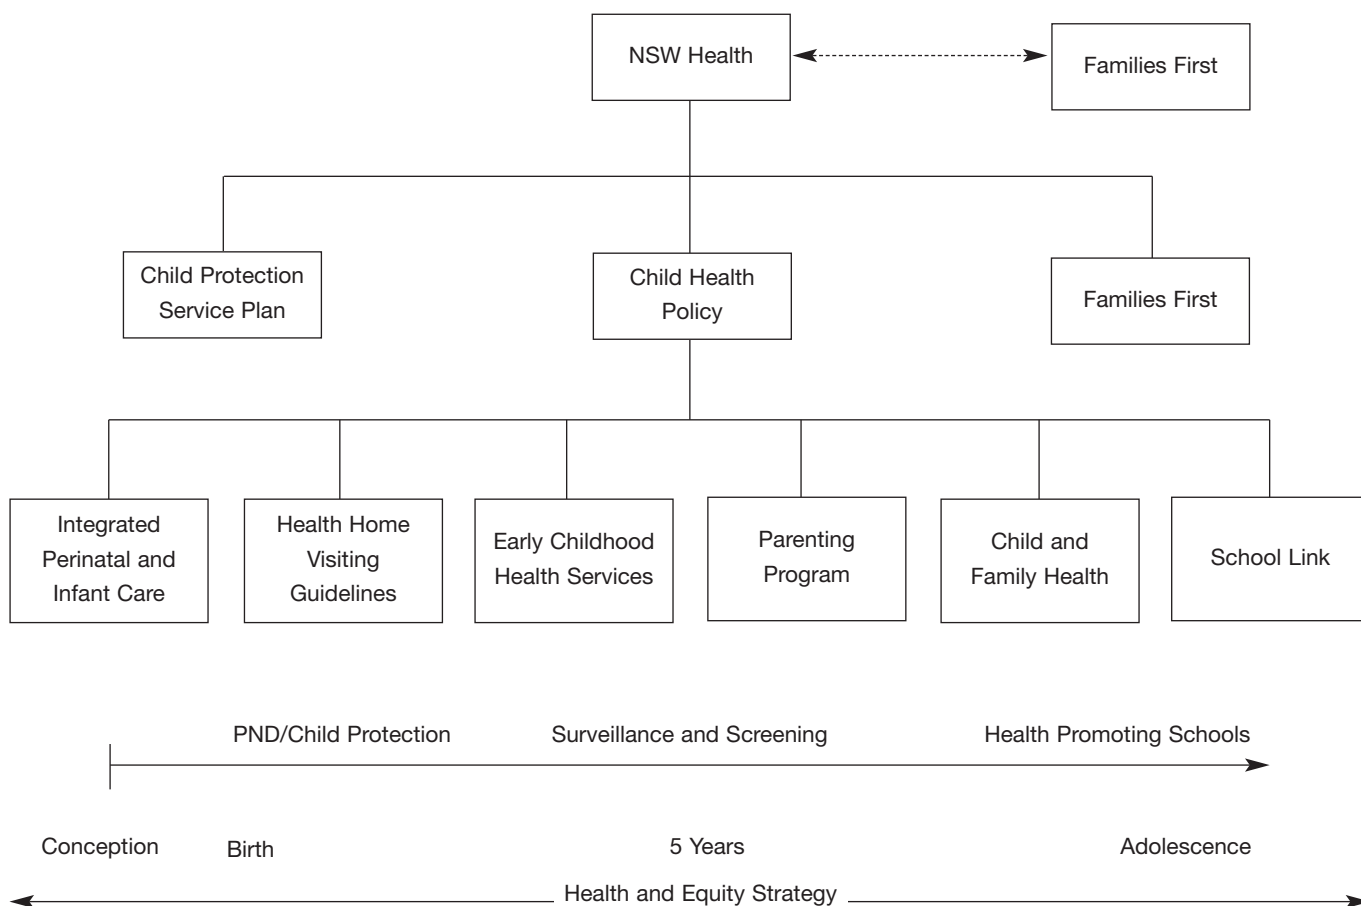 NSW Health
Families First
Child Protection
Service Plan
Child Health
Policy
Families First
Integrated
Perinatal and
Infant Care
Health Home
Visiting
Guidelines
Early Childhood
Health Services
Parenting
Program
Child and
Family Health
School Link
PND/Child Protection
Surveillance and Screening
Health Promoting Schools
Conception
Birth
5 Years
Adolescence
Health and Equity Strategy